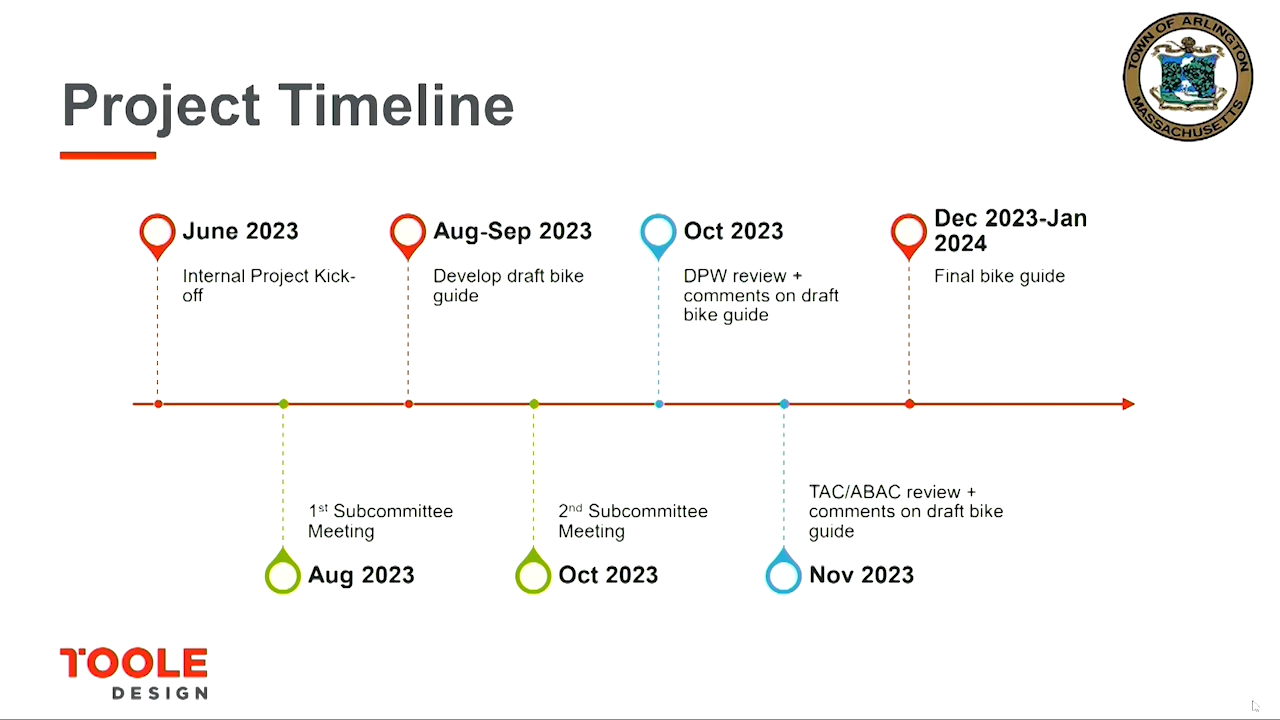 TOWN OF ARLINGTON
MASSACHUSETTS
Project Timeline
June 2023
Internal Project Kick-
off
Aug-Sep 2023
Develop draft bike
guide
Oct 2023
DPW review +
comments on draft
bike guide
Dec 2023-Jan
2024
Final bike guide
1st Subcommittee
Meeting
Aug 2023
2nd Subcommittee
Meeting
Oct 2023
TAC/ABAC review +
comments on draft bike
guide
Nov 2023
TOOLE
DESIGN